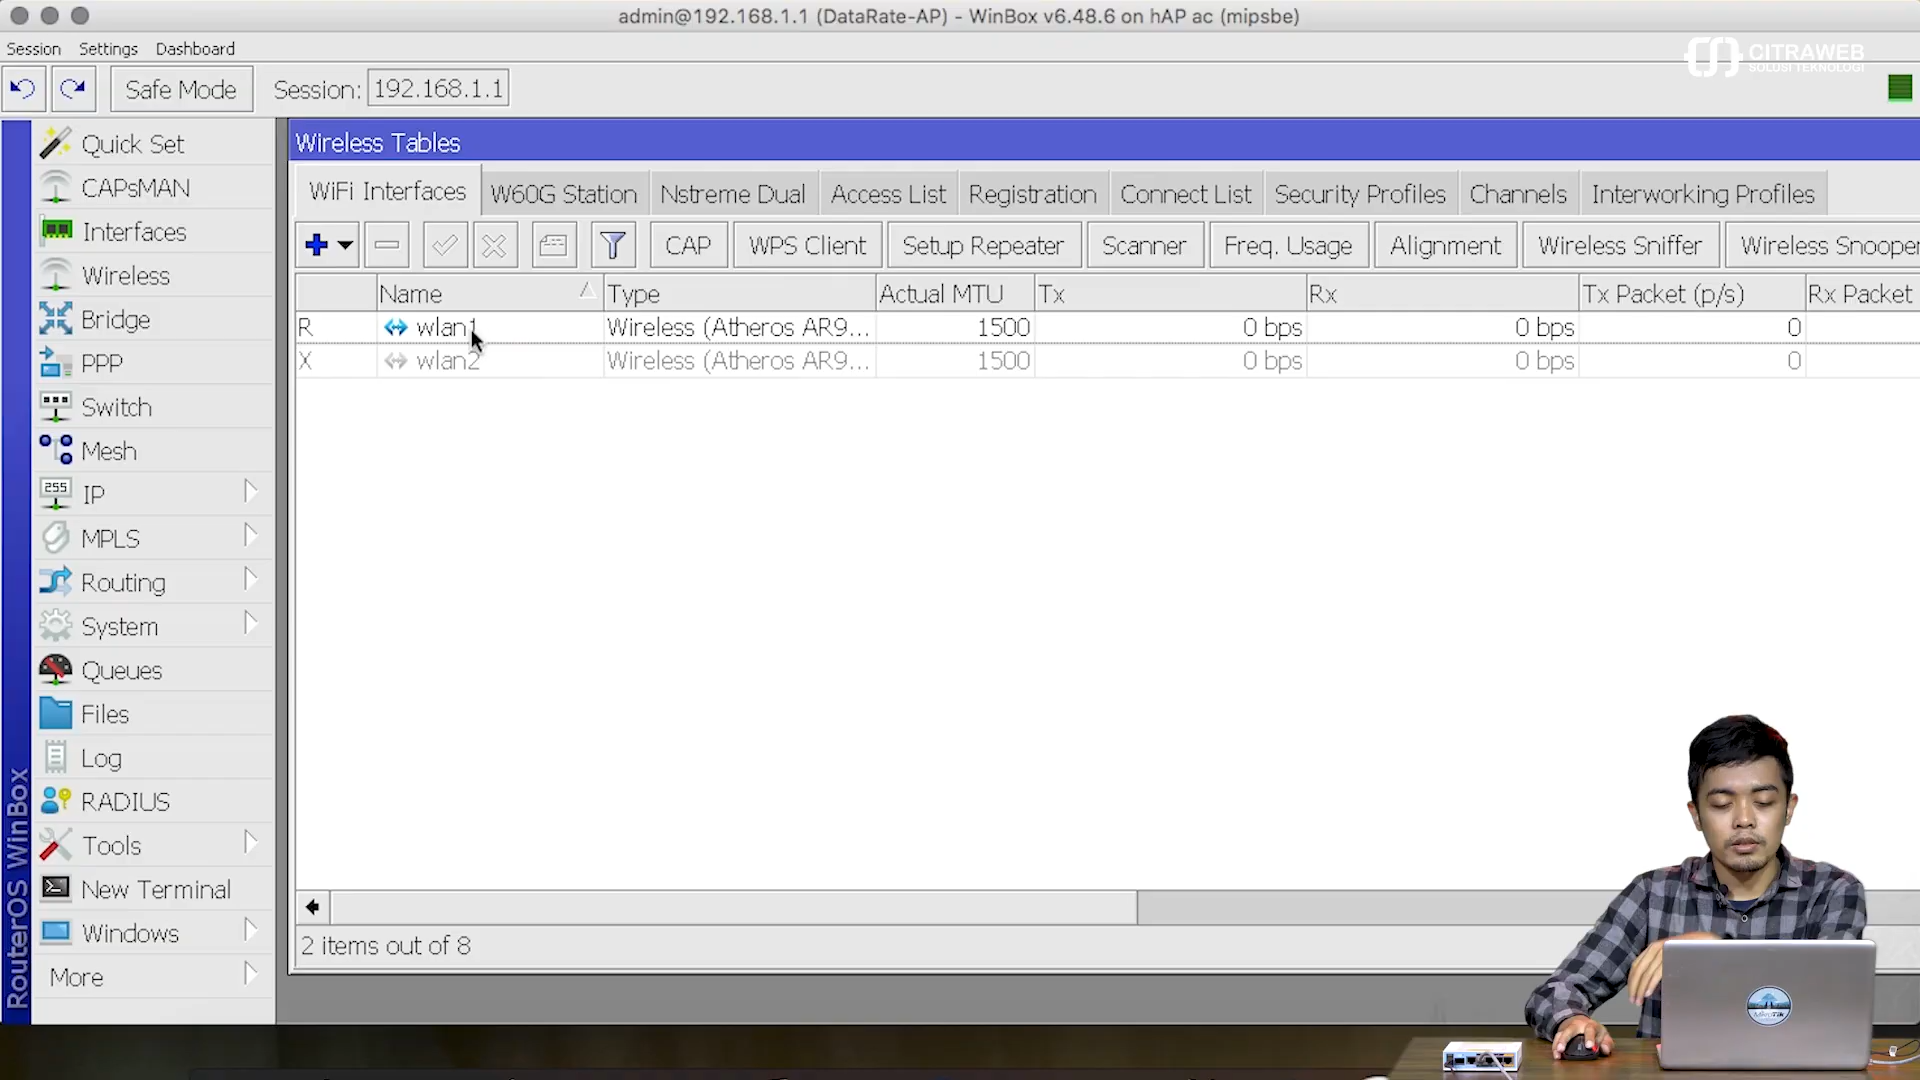 admin@192.168.1.1 (DataRate-AP) - WinBox v6.48.6 on hAP ac (mipsbe)
Session Settings Dashboard
CITRAWEB
SOLUSI TEKNOLOGI
Safe Mode Session: 192.168.1.1
Wireless Tables
WiFi Interfaces W60G Station Nstreme Dual Access List Registration Connect List Security Profiles Channels Interworking Profiles
CAP WPS Client Setup Repeater Scanner Freq. Usage Alignment Wireless Sniffer Wireless Snooper
Name Type Actual MTU Tx Rx Tx Packet (p/s) Rx Packet
R wlan1 Wireless (Atheros AR9... 1500 0 bps 0 bps 0
X wlan2 Wireless (Atheros AR9... 1500 0 bps 0 bps 0
2 items out of 8
Quick Set
CAPsMAN
Interfaces
Wireless
Bridge
PPP
Switch
Mesh
255
IP
MPLS
Routing
System
Queues
Files
Log
RADIUS
Tools
New Terminal
Windows
More
RouterOS WinBox
MikroTik